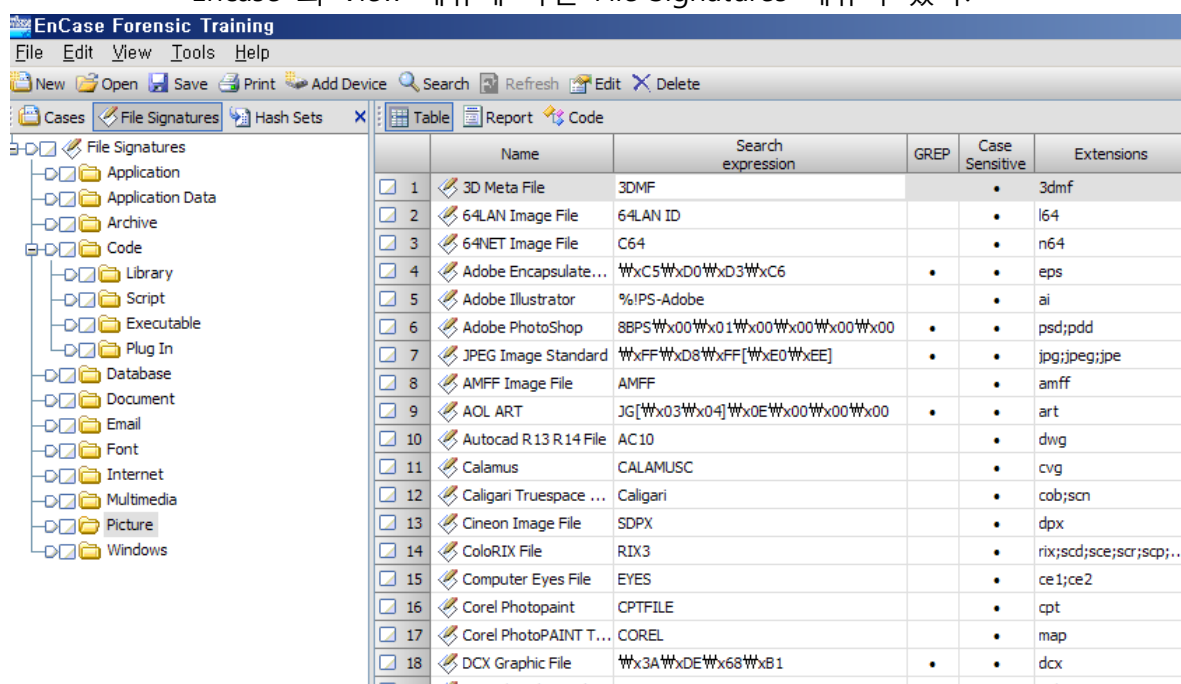 EnCase Forensic Training
File Edit View Tools Help
New Open Save Print Add Device Search Refresh Edit Delete
Cases File Signatures Hash Sets
Table Report Code
File Signatures
Application
Application Data
Archive
Code
Library
Script
Executable
Plug In
Database
Document
Email
Font
Internet
Multimedia
Picture
Windows
Name Search expression GREP Case Sensitive Extensions
1 3D Meta File 3DMF • 3dmf
2 64LAN Image File 64LAN ID • l64
3 64NET Image File C64 • n64
4 Adobe Encapsulate... ₩xC5₩xD0₩xD3₩xC6 • • eps
5 Adobe Illustrator %!PS-Adobe • ai
6 Adobe PhotoShop 8BPS₩x00₩x01₩x00₩x00₩x00₩x00 • • psd;pdd
7 JPEG Image Standard ₩xFF₩xD8₩xFF[₩xE0₩xEE] • • jpg;jpeg;jpe
8 AMFF Image File AMFF • amff
9 AOL ART JG[₩x03₩x04]₩x0E₩x00₩x00₩x00 • • art
10 Autocad R13 R14 File AC10 • dwg
11 Calamus CALAMUSC • cvg
12 Caligari Truespace ... Caligari • cob;scn
13 Cineon Image File SDPX • dpx
14 ColoRIX File RIX3 • rix;scd;sce;scr;scp;..
15 Computer Eyes File EYES • ce1;ce2
16 Corel Photopaint CPTFILE • cpt
17 Corel PhotoPAINT T... COREL • map
18 DCX Graphic File ₩x3A₩xDE₩x68₩xB1 • • dcx